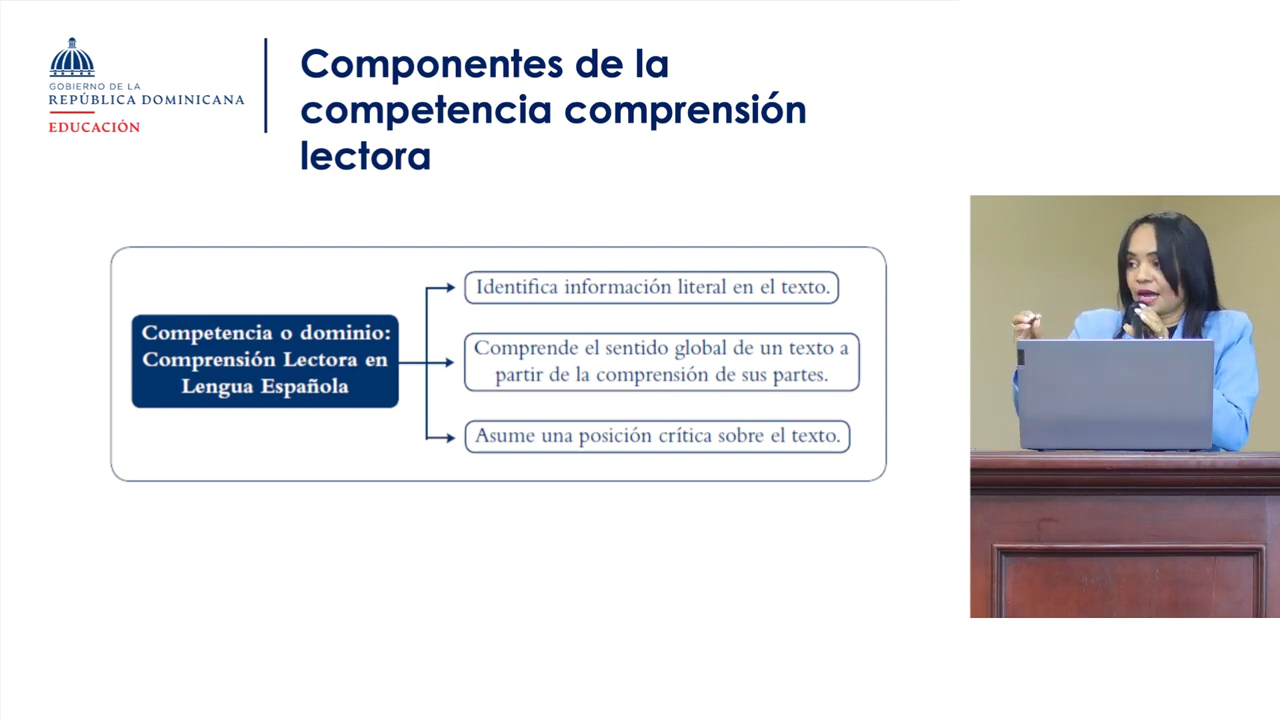 GOBIERNO DE LA
REPÚBLICA DOMINICANA
EDUCACIÓN
Componentes de la
competencia comprensión
lectora
Competencia o dominio:
Comprensión Lectora en
Lengua Española
Identifica información literal en el texto.
Comprende el sentido global de un texto a
partir de la comprensión de sus partes.
Asume una posición crítica sobre el texto.